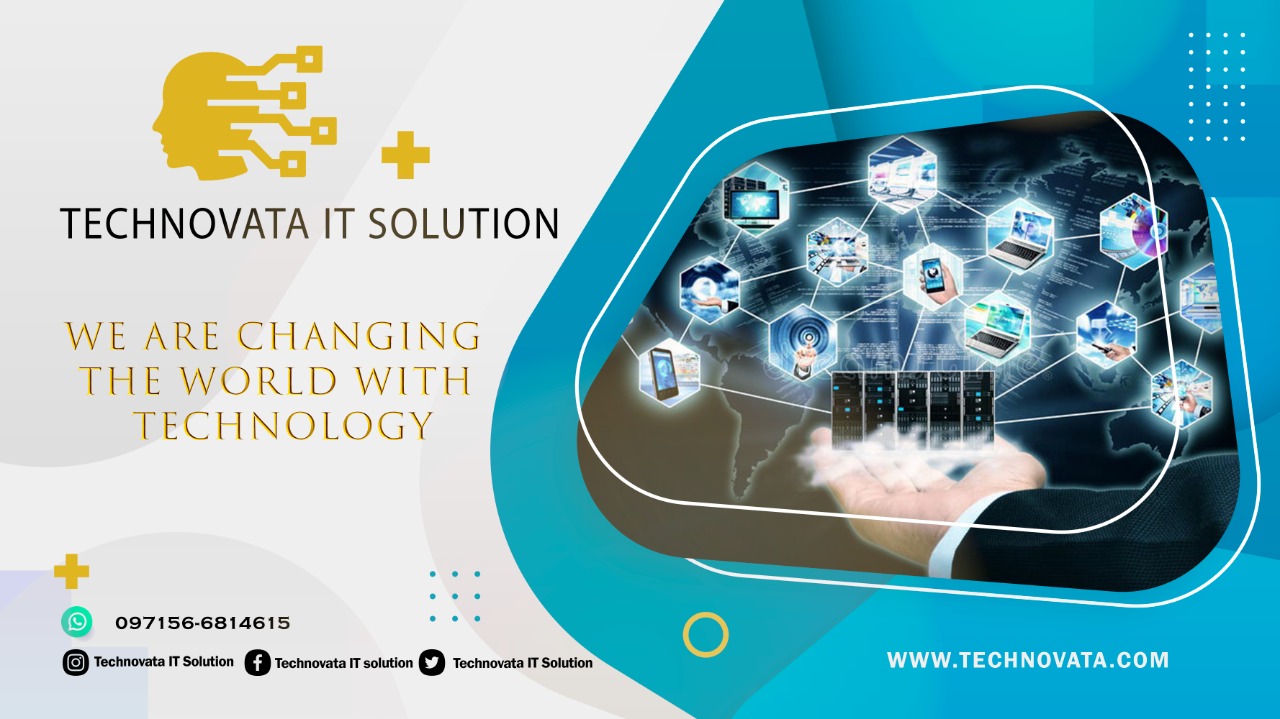 TECHNOVATA IT SOLUTION
WE ARE CHANGING
THE WORLD WITH
TECHNOLOGY
097156-6814615
Technovata IT Solution
Technovata IT solution
Technovata IT Solution
WWW.TECHNOVATA.COM